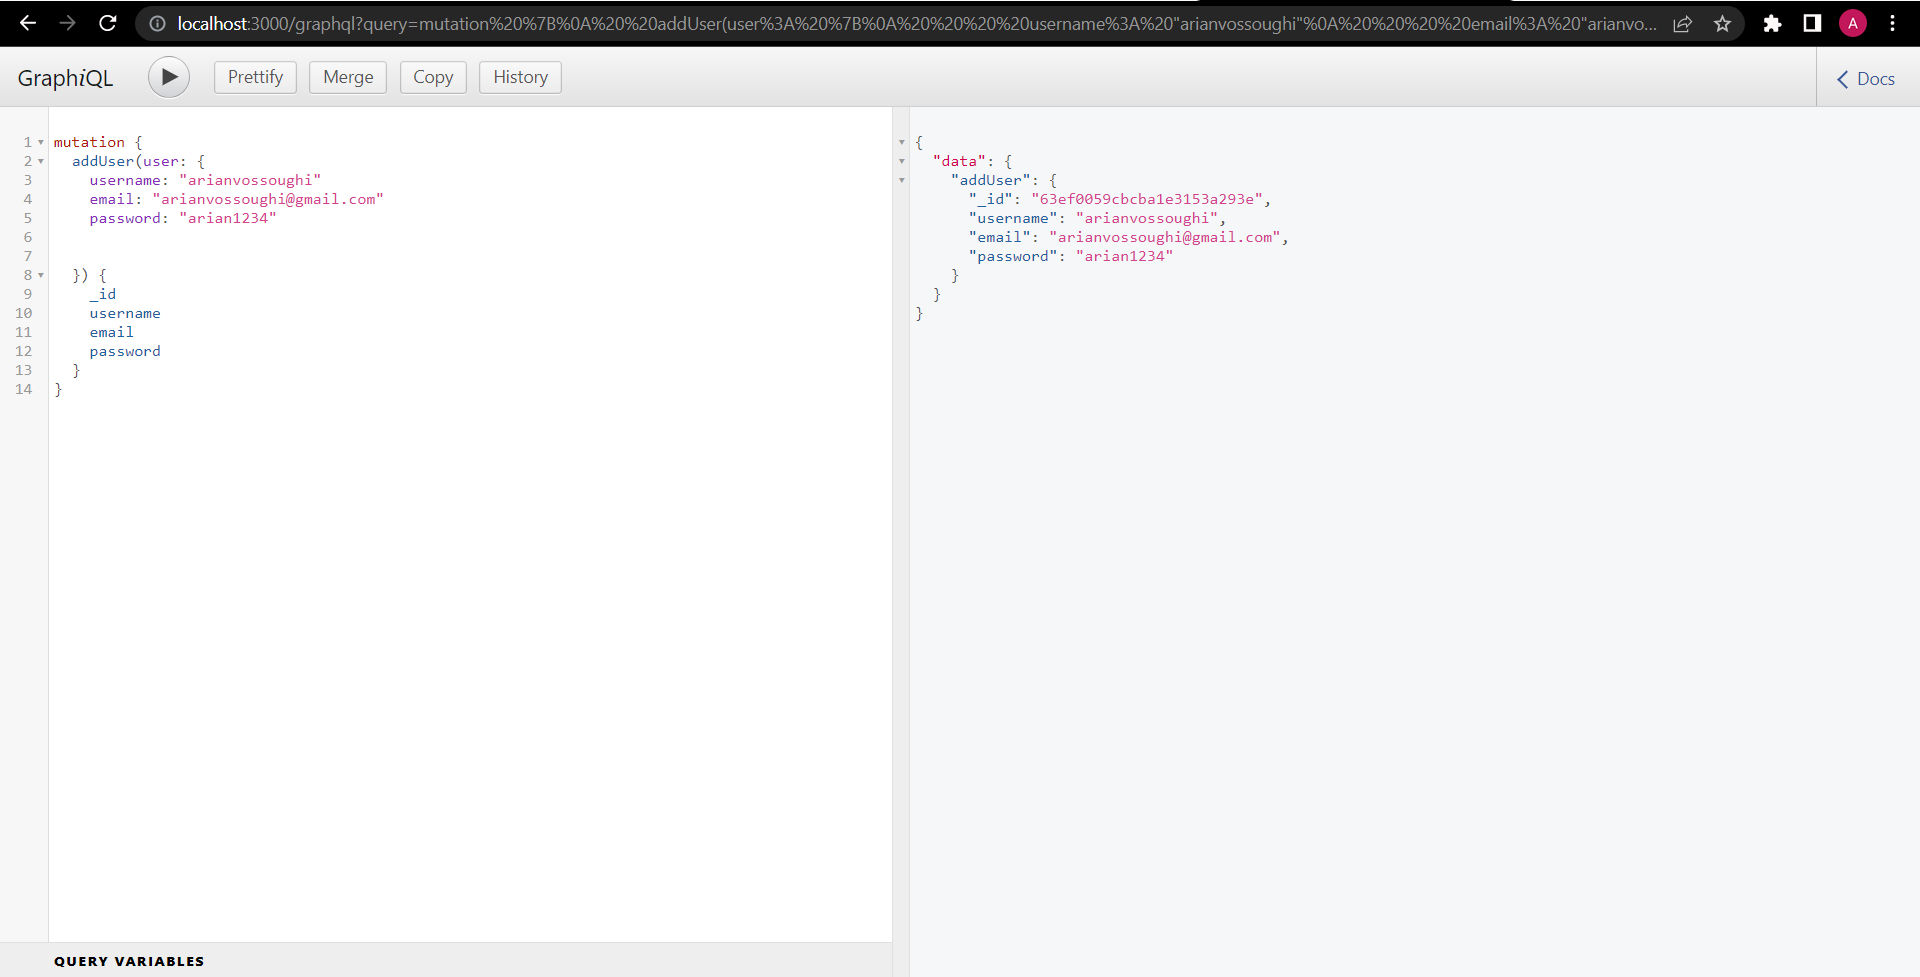 localhost:3000/graphql?query=mutation%20%7B%0A%20%20addUser(user%3A%20%7B%0A%20%20%20%20username%3A%20"arianvossoughi"%0A%20%20%20%20email%3A%20"arianvo...
A
GraphiQL
Prettify
Merge
Copy
History
Docs
1 mutation {
2 addUser(user: {
3 username: "arianvossoughi"
4 email: "arianvossoughi@gmail.com"
5 password: "arian1234"
6
7
8 }) {
9 _id
10 username
11 email
12 password
13 }
14 }
{
"data": {
"addUser": {
"_id": "63ef0059cbcba1e3153a293e",
"username": "arianvossoughi",
"email": "arianvossoughi@gmail.com",
"password": "arian1234"
}
}
}
QUERY VARIABLES